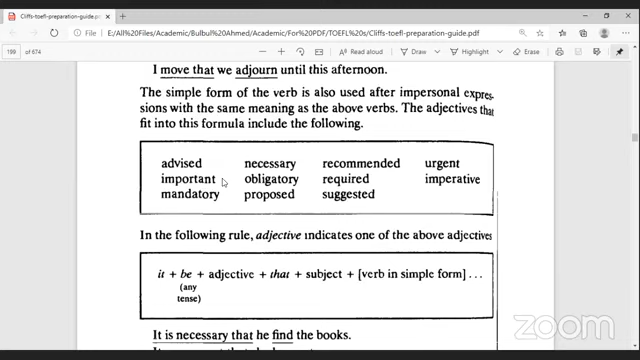 File | E:/All%20Files/Academic/Bulbul%20Ahmed/Academic/For%20PDF/TOEFL%20s/Cliffs-toefl-preparation-guide.pdf
199 of 674 Read aloud Draw Highlight Erase
I move that we adjourn until this afternoon.
The simple form of the verb is also used after impersonal expres-
sions with the same meaning as the above verbs. The adjectives that
fit into this formula include the following.
advised necessary recommended urgent
important obligatory required imperative
mandatory proposed suggested
In the following rule, adjective indicates one of the above adjectives
it + be + adjective + that + subject + [verb in simple form] ...
(any
tense)
It is necessary that he find the books.
LIVE ON
zoom